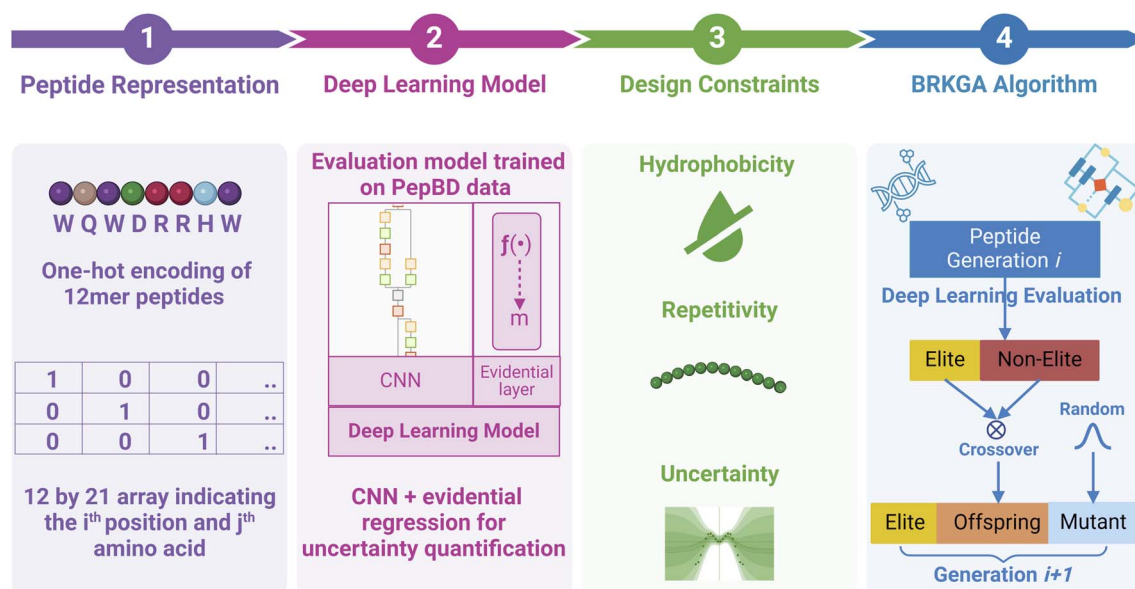 1
Peptide Representation
W Q W D R R H W
One-hot encoding of
12mer peptides
1 0 0 ..
0 1 0 ..
0 0 1 ..
12 by 21 array indicating
the ith position and jth
amino acid
2
Deep Learning Model
Evaluation model trained
on PepBD data
f(·)
m
CNN
Evidential
layer
Deep Learning Model
CNN + evidential
regression for
uncertainty quantification
3
Design Constraints
Hydrophobicity
Repetitivity
Uncertainty
4
BRKGA Algorithm
Peptide
Generation i
Deep Learning Evaluation
Elite Non-Elite
Random
Crossover
Elite Offspring Mutant
Generation i+1